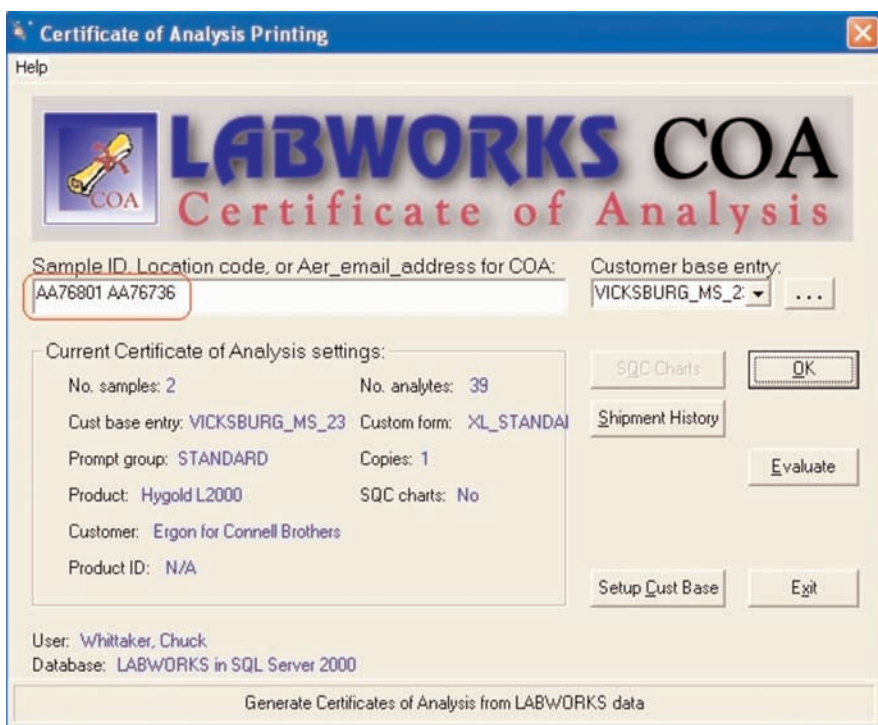 Certificate of Analysis Printing
Help
COA
LABWORKS COA
Certificate of Analysis
Sample ID, Location code, or Aer_email_address for COA:
Customer base entry:
AA76801 AA76736
VICKSBURG_MS_2
...
Current Certificate of Analysis settings:
No. samples: 2
No. analytes: 39
Cust base entry: VICKSBURG_MS_23
Custom form: XL_STANDAI
Prompt group: STANDARD
Copies: 1
Product: Hygold L2000
SQC charts: No
Customer: Ergon for Connell Brothers
Product ID: N/A
SQC Charts
OK
Shipment History
Evaluate
Setup Cust Base
Exit
User: Whittaker, Chuck
Database: LABWORKS in SQL Server 2000
Generate Certificates of Analysis from LABWORKS data